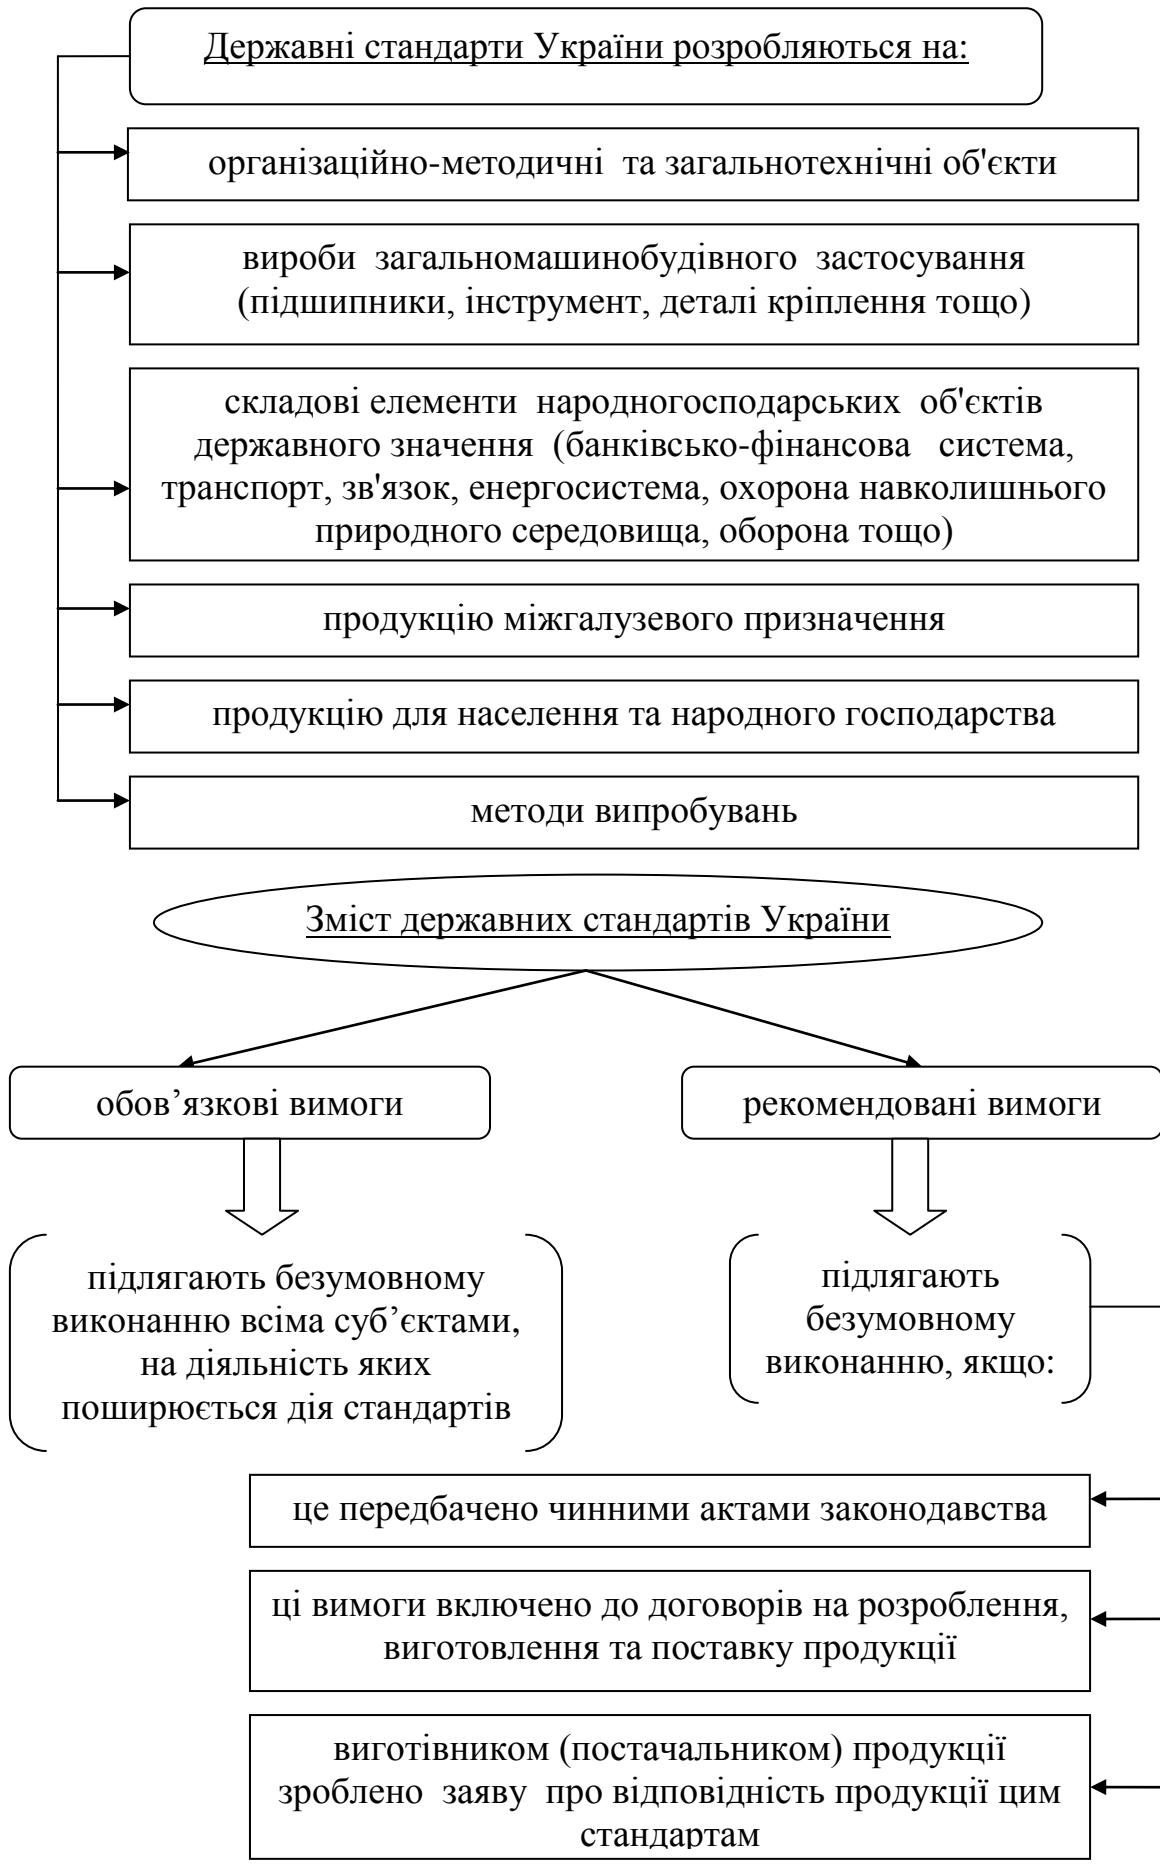 Державні стандарти України розробляються на:
організаційно-методичні та загальнотехнічні об'єкти
вироби загальномашинобудівного застосування
(підшипники, інструмент, деталі кріплення тощо)
складові елементи народногосподарських об'єктів
державного значення (банківсько-фінансова система,
транспорт, зв'язок, енергосистема, охорона навколишнього
природного середовища, оборона тощо)
продукцію міжгалузевого призначення
продукцію для населення та народного господарства
методи випробувань
Зміст державних стандартів України
обов’язкові вимоги
рекомендовані вимоги
підлягають безумовному
виконанню всіма суб’єктами,
на діяльність яких
поширюється дія стандартів
підлягають
безумовному
виконанню, якщо:
це передбачено чинними актами законодавства
ці вимоги включено до договорів на розроблення,
виготовлення та поставку продукції
виготівником (постачальником) продукції
зроблено заяву про відповідність продукції цим
стандартам